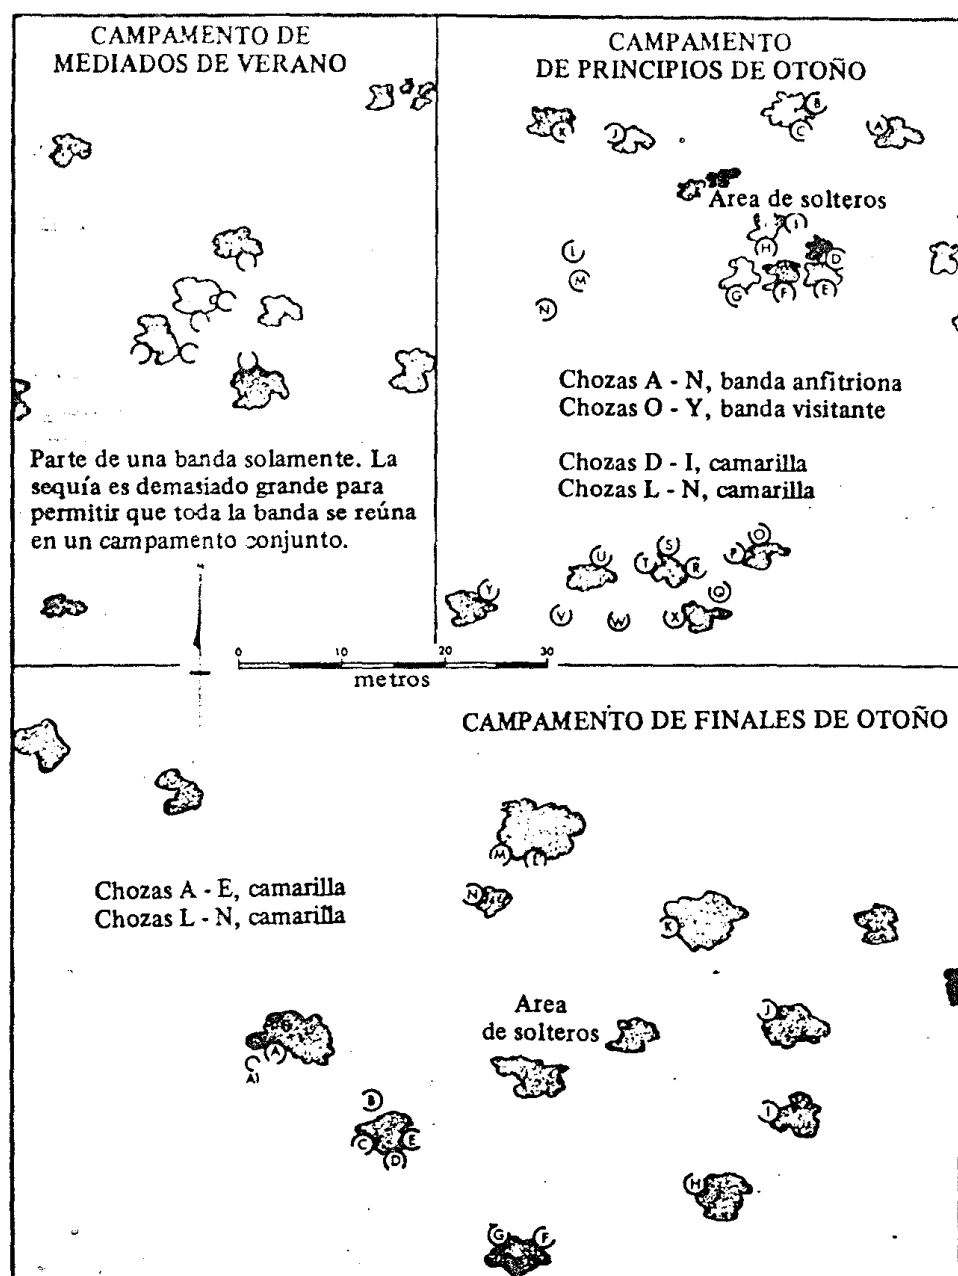 CAMPAMENTO DE
MEDIADOS DE VERANO
Parte de una banda solamente. La
sequía es demasiado grande para
permitir que toda la banda se reúna
en un campamento conjunto.
CAMPAMENTO
DE PRINCIPIOS DE OTOÑO
K
J
B
C
A
Area de solteros
I
H
D
L
M
N
G
F
E
Chozas A - N, banda anfitriona
Chozas O - Y, banda visitante
Chozas D - I, camarilla
Chozas L - N, camarilla
O
S
P
U
T
R
Y
Q
V
W
X
0 10 20 30
metros
CAMPAMENTO DE FINALES DE OTOÑO
M
L
Chozas A - E, camarilla
Chozas L - N, camarilla
N
K
Area
de solteros
J
A
A1
B
I
C
E
D
H
G
F